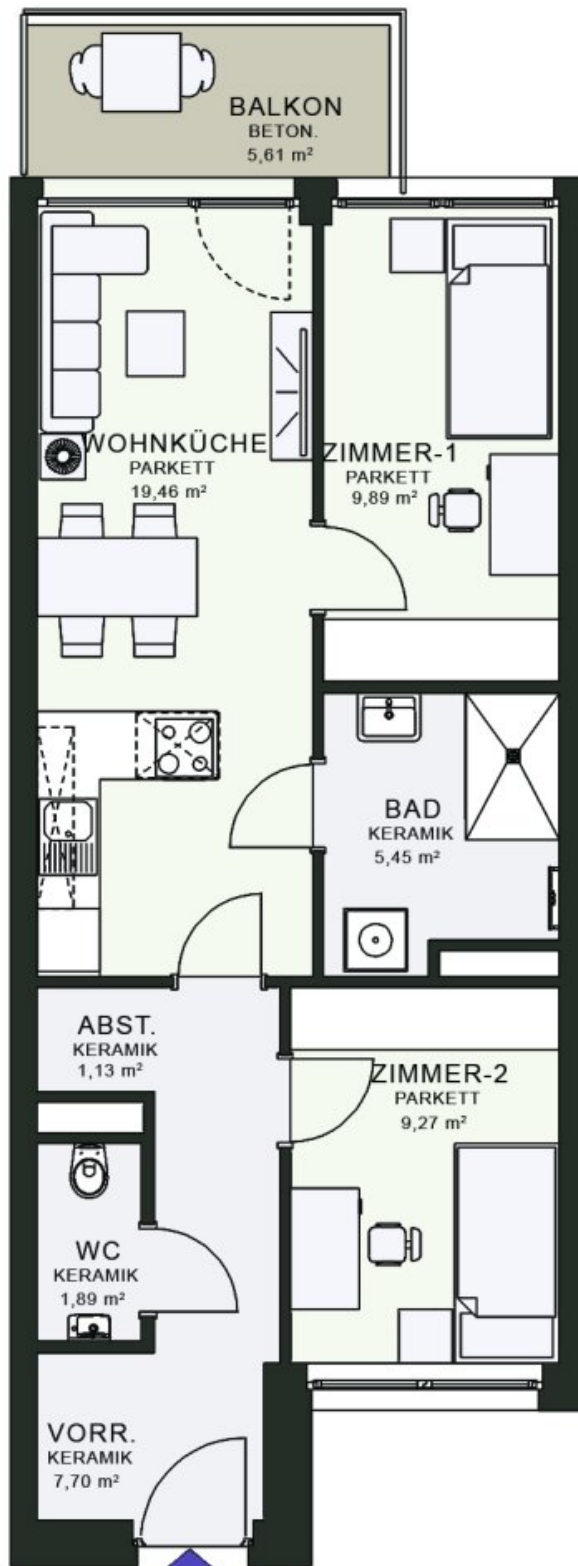 BALKON
BETON.
5,61 m²
WOHNKÜCHE
PARKETT
19,46 m²
ZIMMER-1
PARKETT
9,89 m²
BAD
KERAMIK
5,45 m²
ABST.
KERAMIK
1,13 m²
ZIMMER-2
PARKETT
9,27 m²
WC
KERAMIK
1,89 m²
VORR.
KERAMIK
7,70 m²